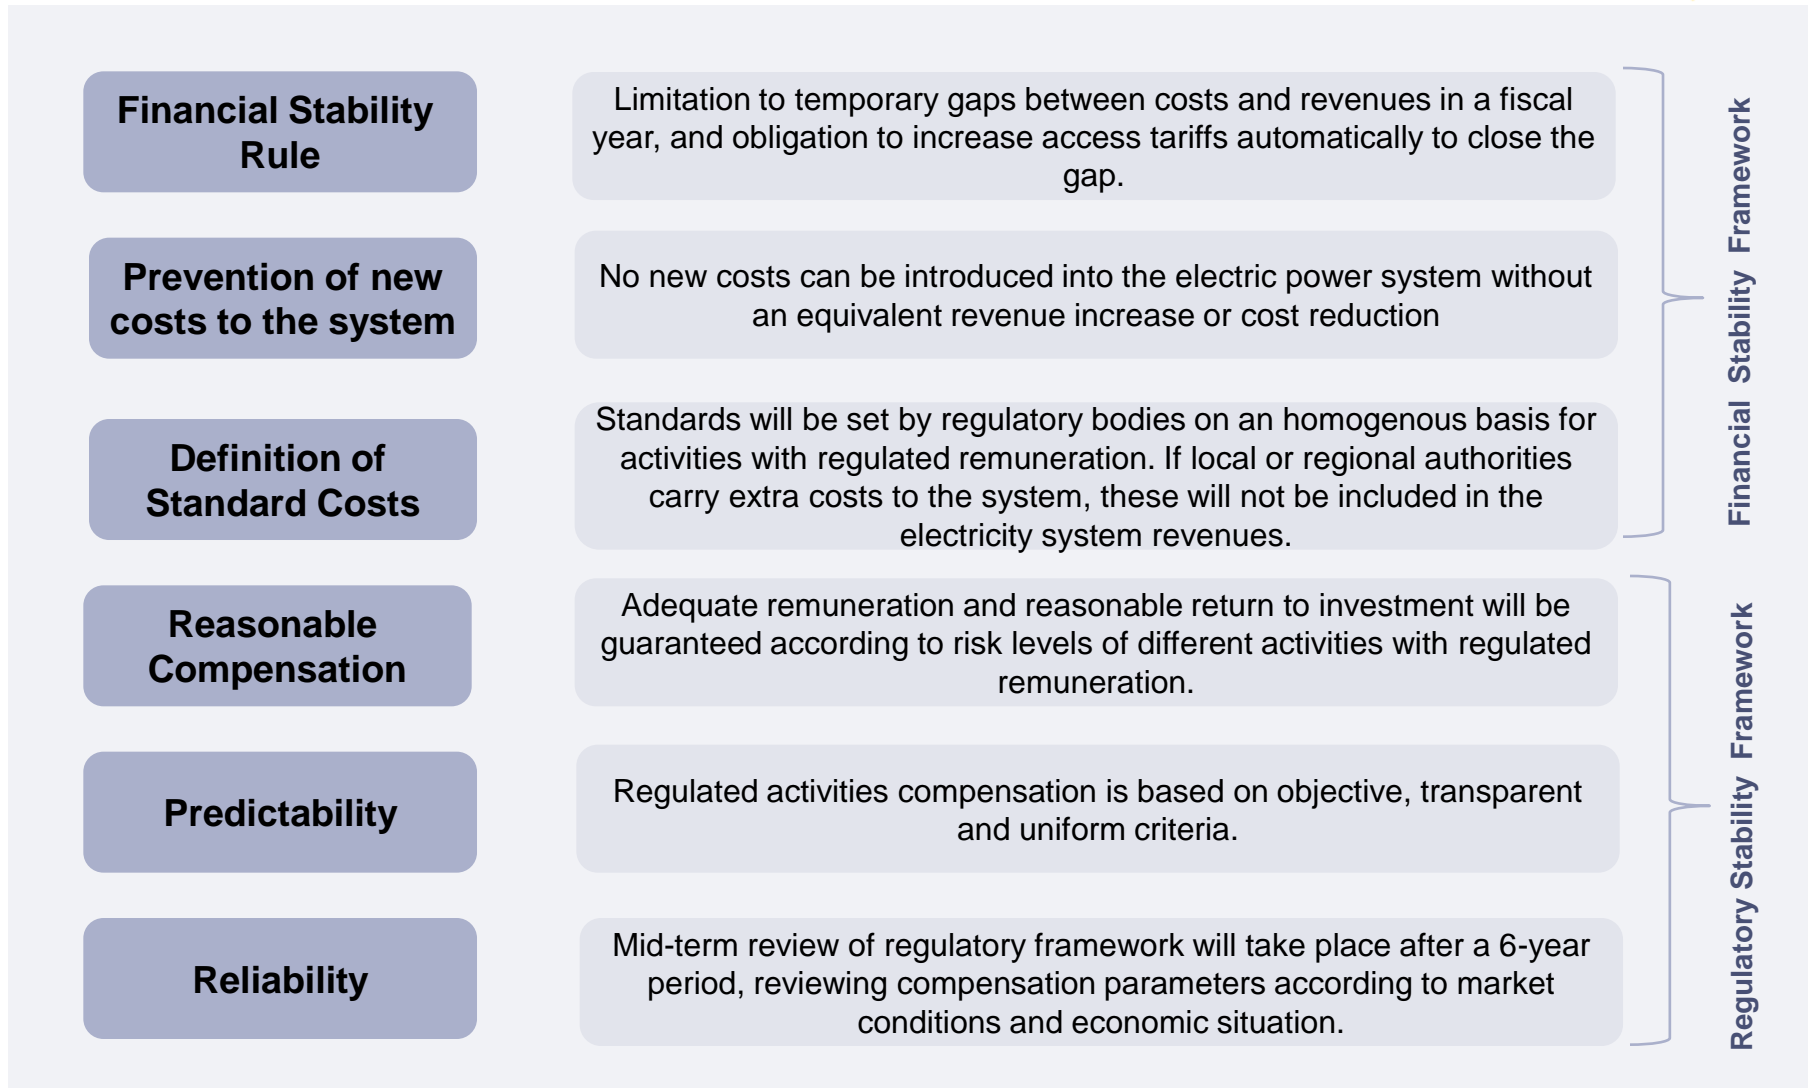 Financial Stability
Rule
Limitation to temporary gaps between costs and revenues in a fiscal
year, and obligation to increase access tariffs automatically to close the
gap.
Prevention of new
costs to the system
No new costs can be introduced into the electric power system without
an equivalent revenue increase or cost reduction
Definition of
Standard Costs
Standards will be set by regulatory bodies on an homogenous basis for
activities with regulated remuneration. If local or regional authorities
carry extra costs to the system, these will not be included in the
electricity system revenues.
Financial Stability Framework
Reasonable
Compensation
Adequate remuneration and reasonable return to investment will be
guaranteed according to risk levels of different activities with regulated
remuneration.
Predictability
Regulated activities compensation is based on objective, transparent
and uniform criteria.
Reliability
Mid-term review of regulatory framework will take place after a 6-year
period, reviewing compensation parameters according to market
conditions and economic situation.
Regulatory Stability Framework